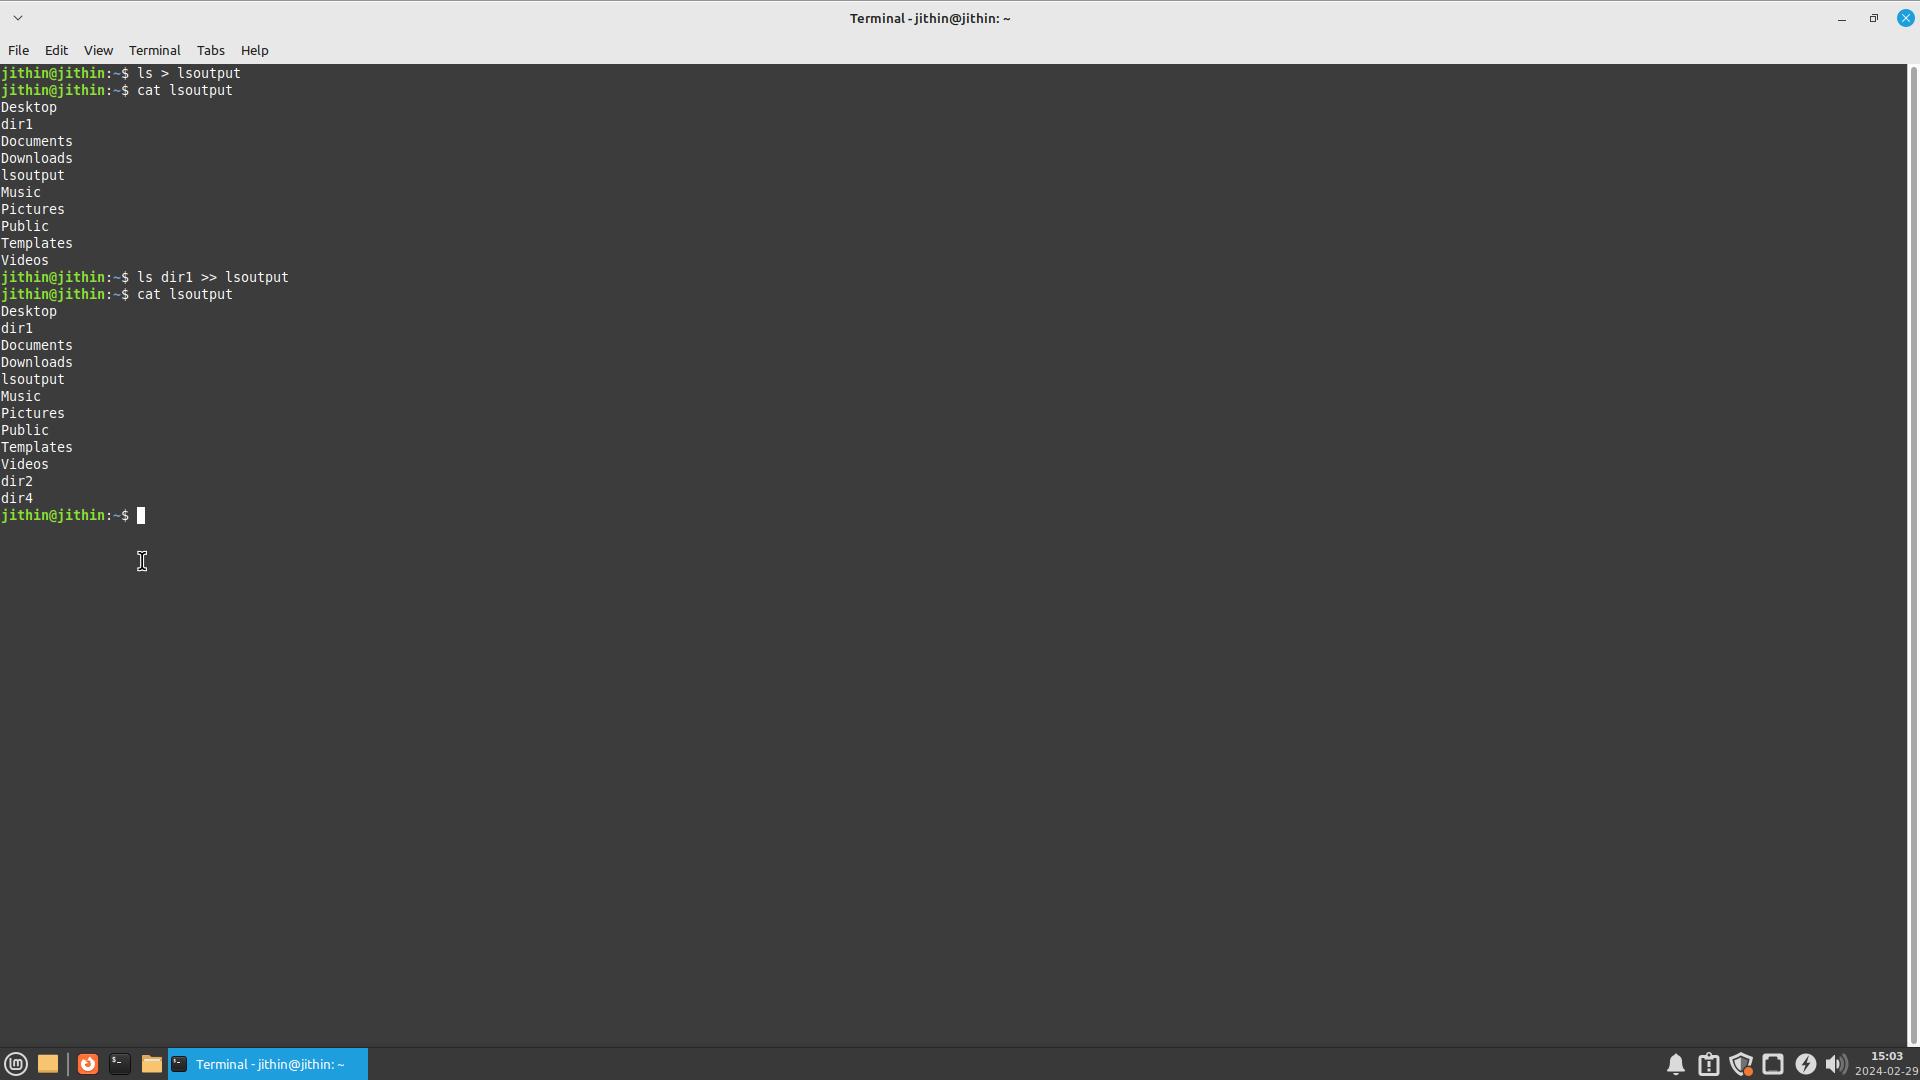 Terminal - jithin@jithin: ~
File Edit View Terminal Tabs Help
jithin@jithin:~$ ls > lsoutput
jithin@jithin:~$ cat lsoutput
Desktop
dir1
Documents
Downloads
lsoutput
Music
Pictures
Public
Templates
Videos
jithin@jithin:~$ ls dir1 >> lsoutput
jithin@jithin:~$ cat lsoutput
Desktop
dir1
Documents
Downloads
lsoutput
Music
Pictures
Public
Templates
Videos
dir2
dir4
jithin@jithin:~$
Terminal - jithin@jithin: ~
15:03
2024-02-29